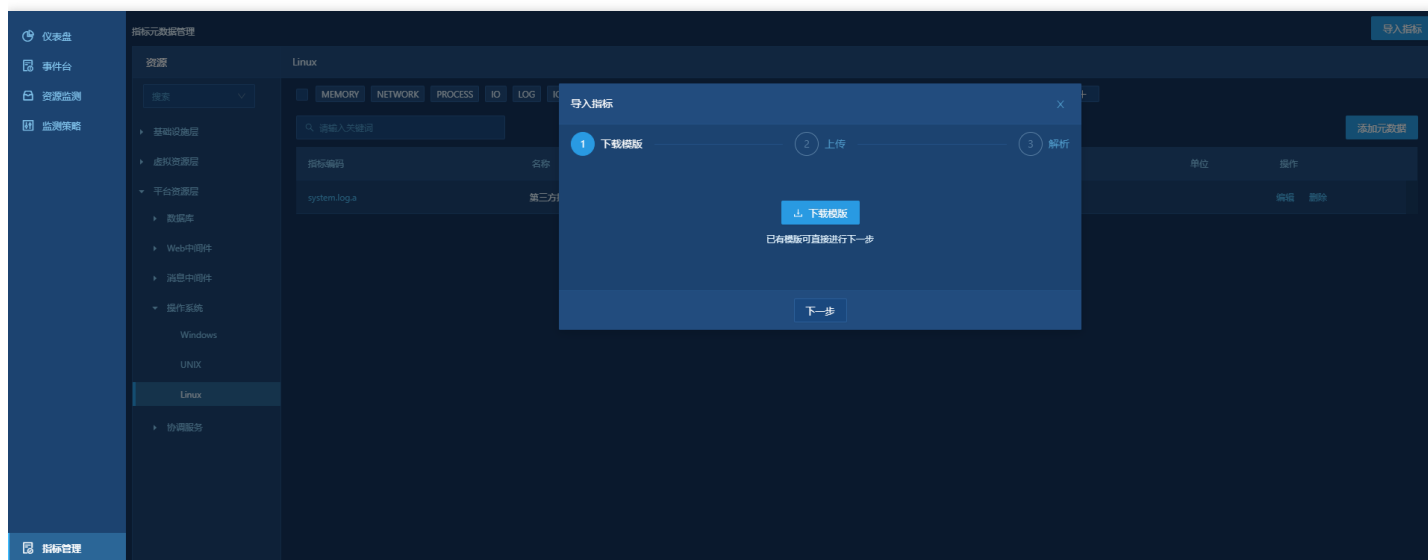 仪表盘
事件台
资源监测
监测策略
指标管理
指标元数据管理
导入指标
资源
搜索
基础设施层
虚拟资源层
平台资源层
数据库
Web中间件
消息中间件
操作系统
Windows
UNIX
Linux
协调服务
Linux
MEMORY NETWORK PROCESS IO LOG
请输入关键词
添加元数据
指标编码 名称 单位 操作
system.log.a 第三方 编辑 删除
导入指标
1 下载模版 2 上传 3 解析
下载模版
已有模版可直接进行下一步
下一步